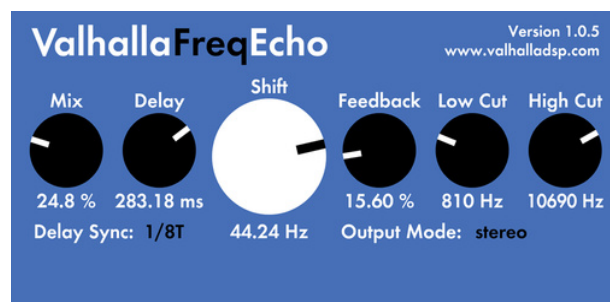 ValhallaFreqEcho
Version 1.0.5
www.valhalladsp.com
Mix Delay Shift Feedback Low Cut High Cut
24.8 % 283.18 ms 44.24 Hz 15.60 % 810 Hz 10690 Hz
Delay Sync: 1/8T Output Mode: stereo